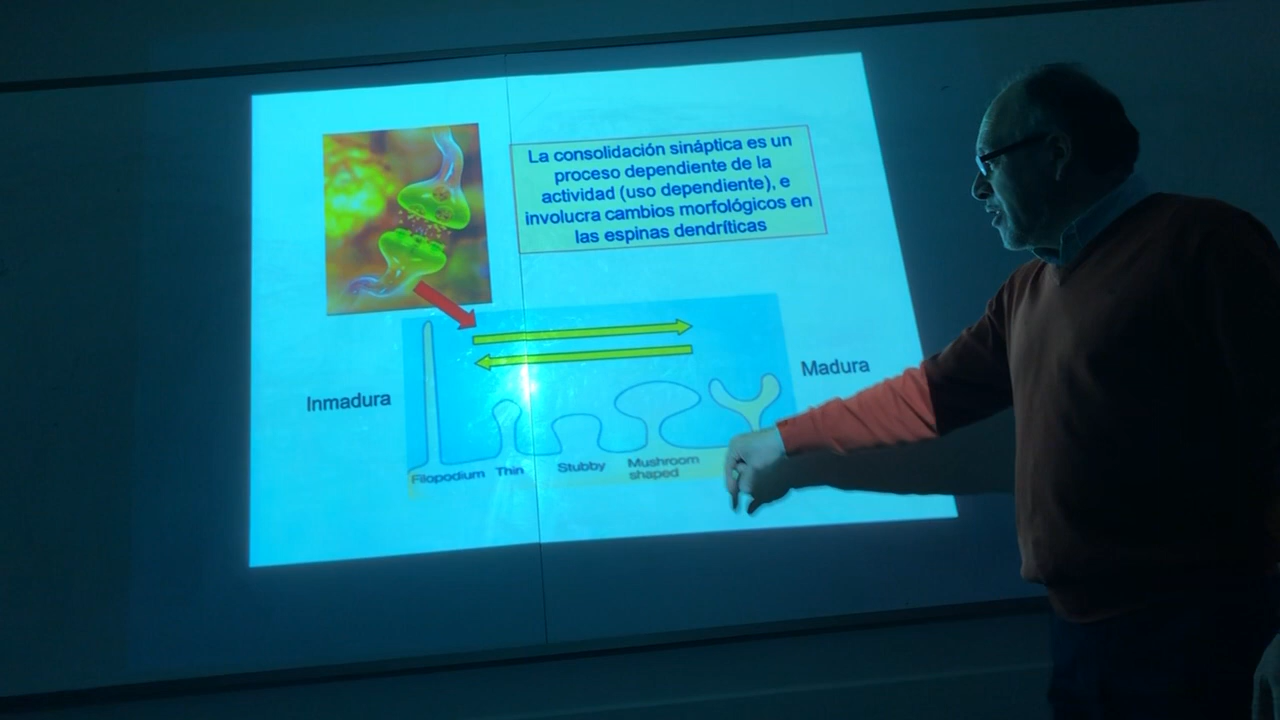 La consolidación sináptica es un
proceso dependiente de la
actividad (uso dependiente), e
involucra cambios morfológicos en
las espinas dendríticas
Inmadura
Madura
Filopodium
Thin
Stubby
Mushroom
shaped